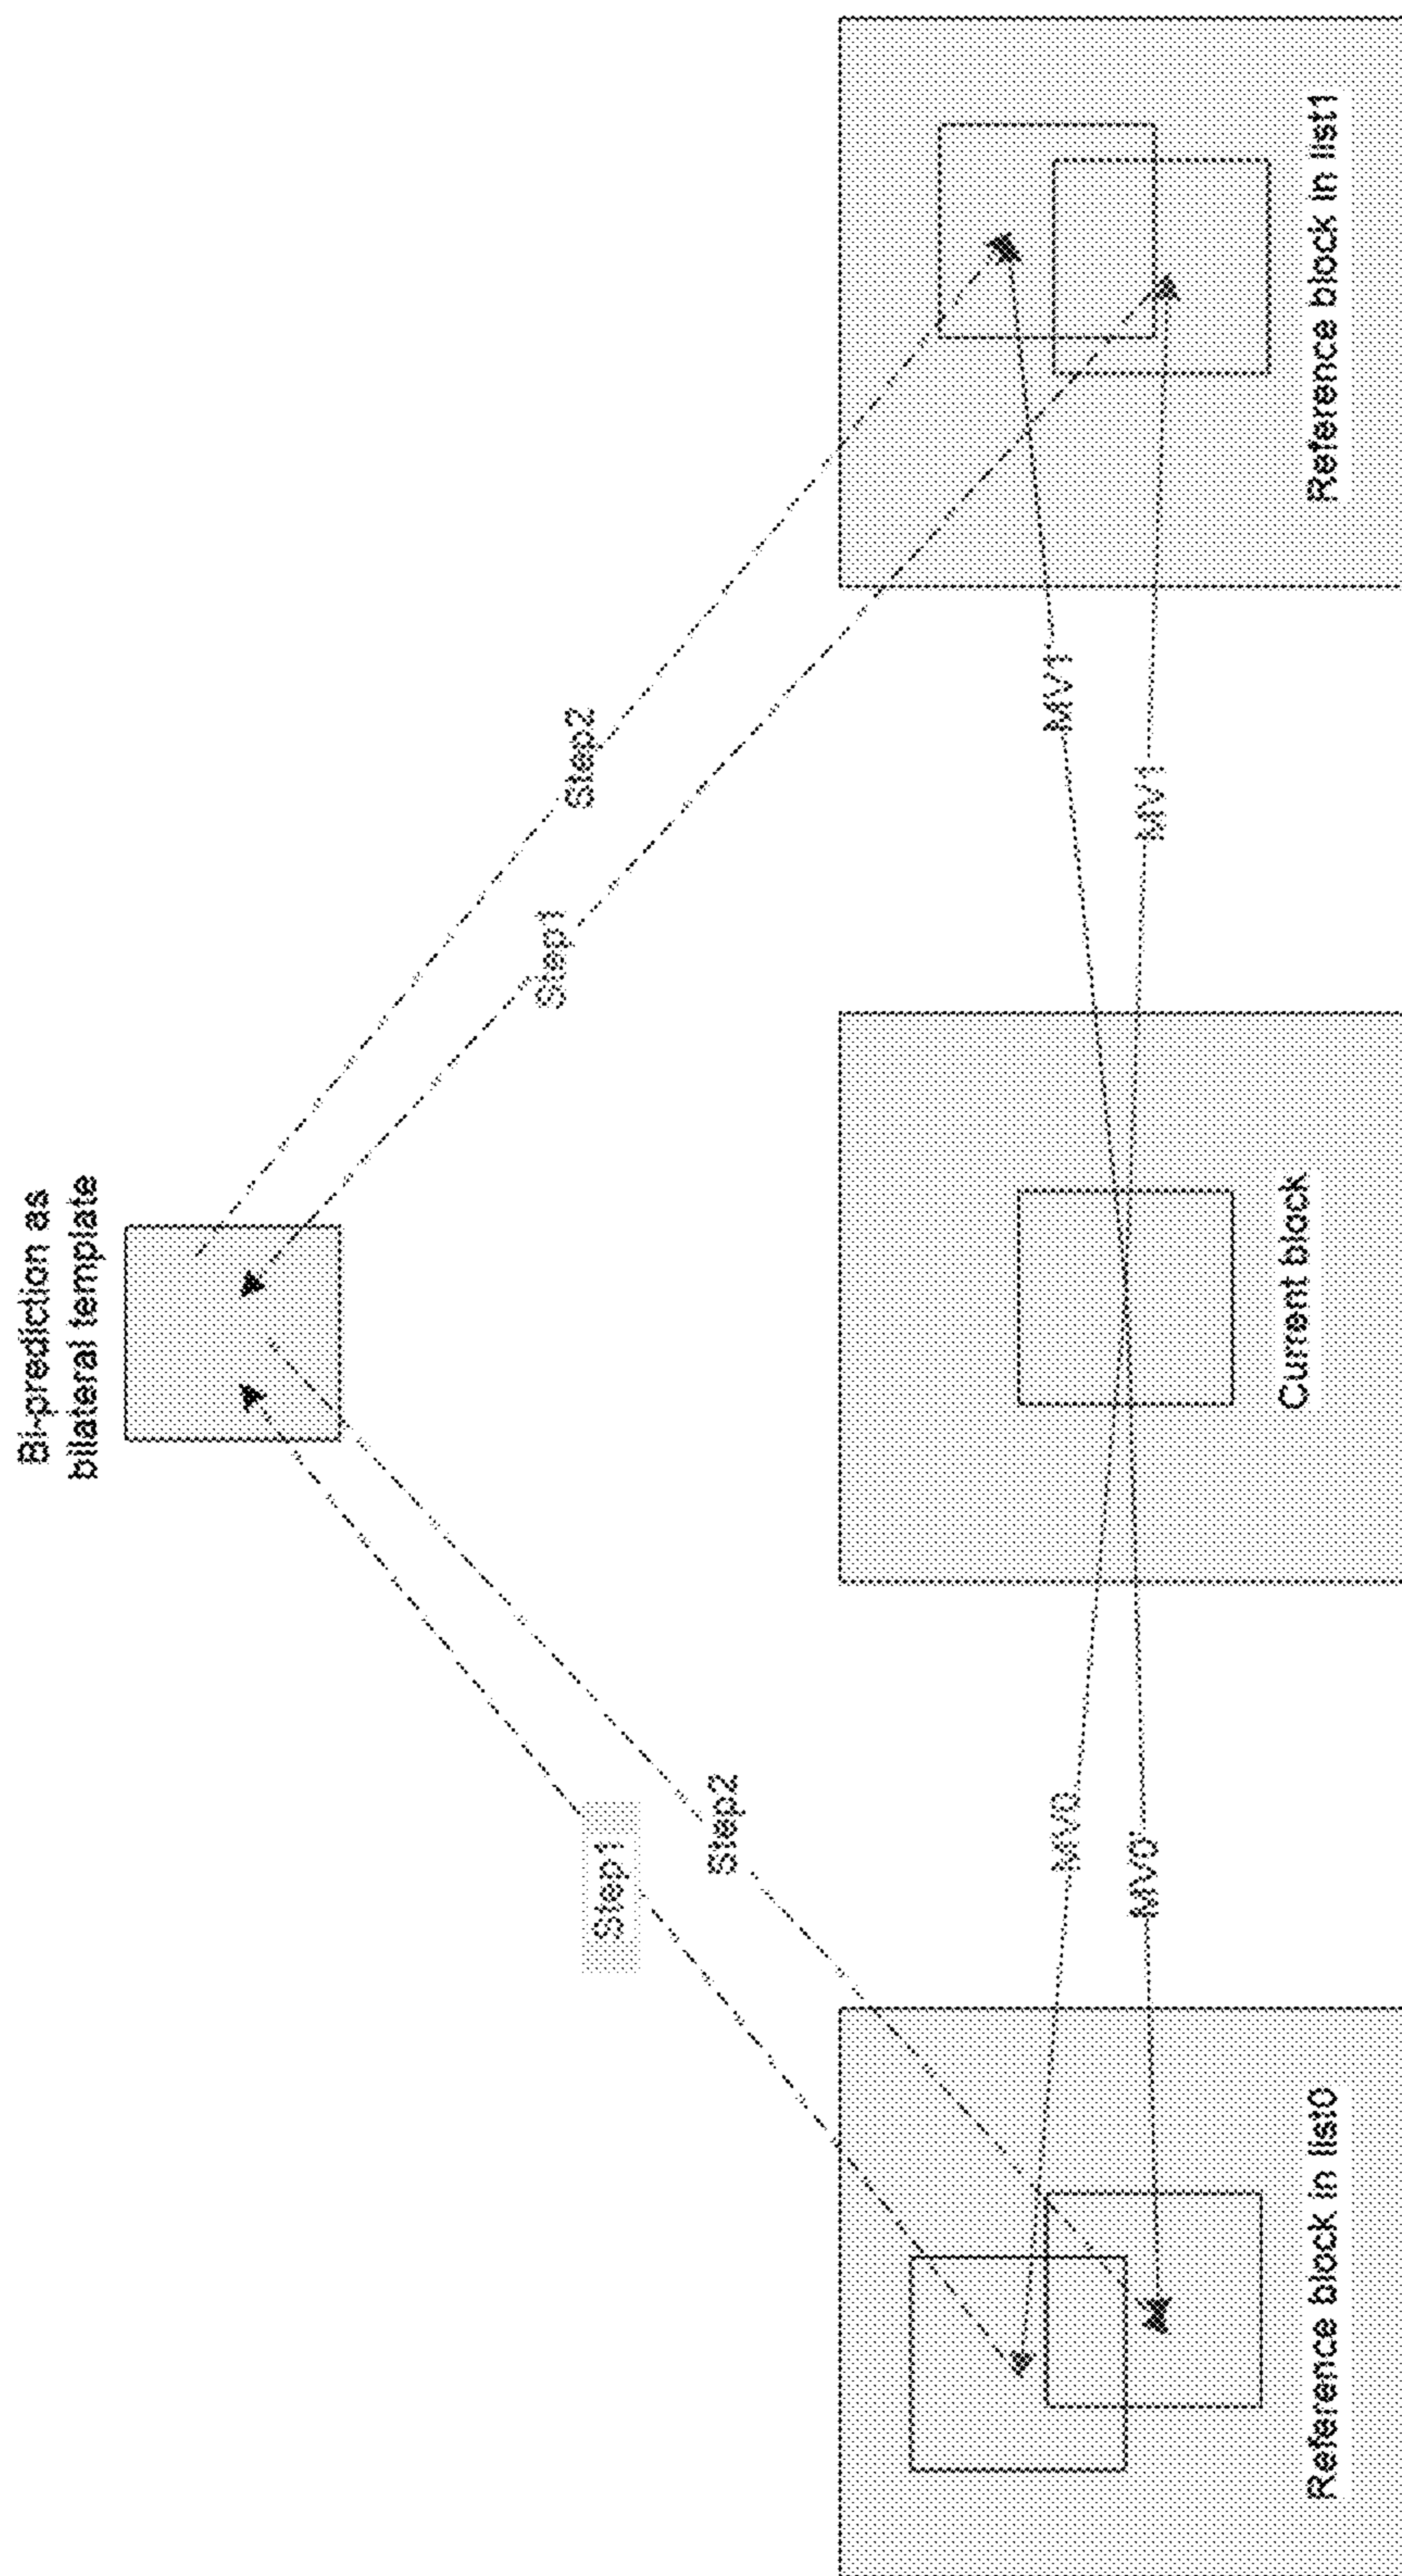 Bi-prediction as
bilateral template
Step1
Step2
Step1
Step2
MV0
MV0'
MV1'
MV1
Reference block in list0
Current block
Reference block in list1